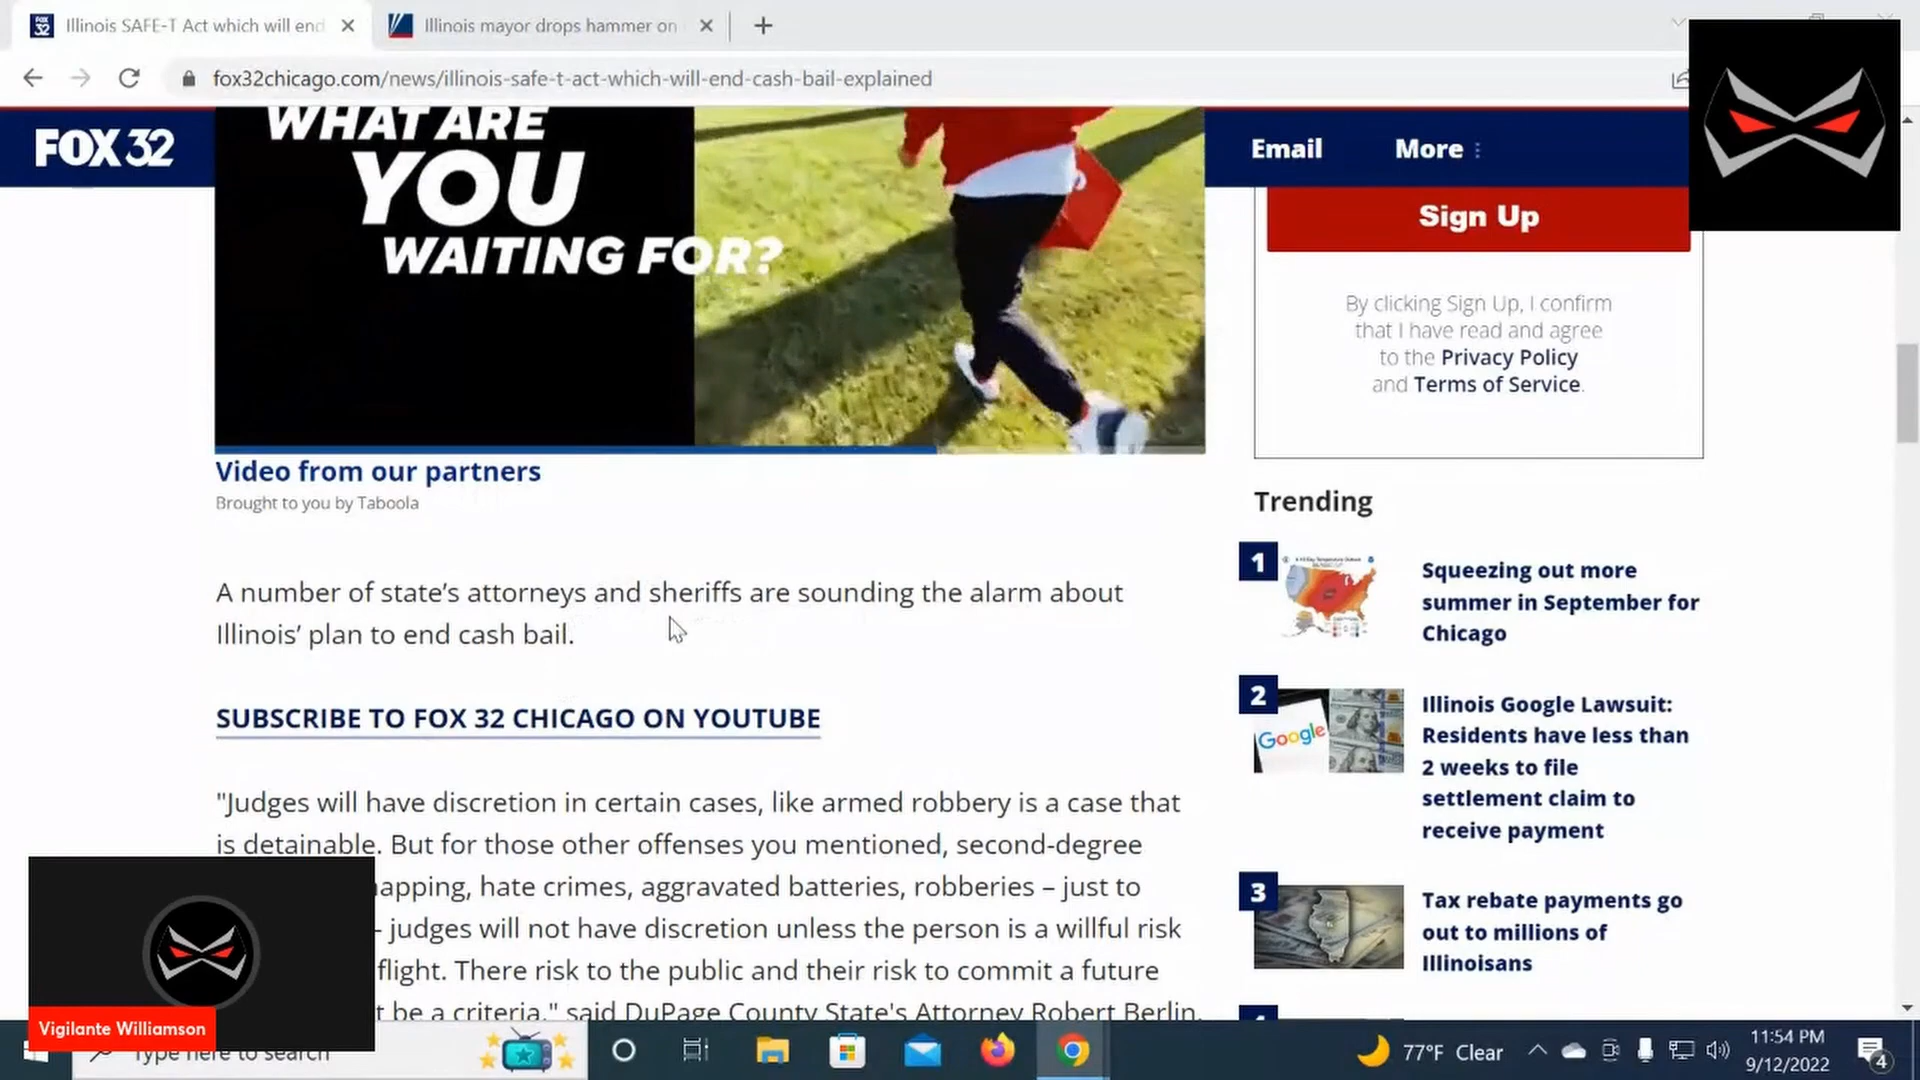 Illinois SAFE-T Act which will end
Illinois mayor drops hammer on
fox32chicago.com/news/illinois-safe-t-act-which-will-end-cash-bail-explained
FOX 32
WHAT ARE
YOU
WAITING FOR?
Email
More
Sign Up
By clicking Sign Up, I confirm
that I have read and agree
to the Privacy Policy
and Terms of Service.
Video from our partners
Brought to you by Taboola
A number of state's attorneys and sheriffs are sounding the alarm about
Illinois' plan to end cash bail.
SUBSCRIBE TO FOX 32 CHICAGO ON YOUTUBE
"Judges will have discretion in certain cases, like armed robbery is a case that
is detainable. But for those other offenses you mentioned, second-degree
apping, hate crimes, aggravated batteries, robberies – just to
- judges will not have discretion unless the person is a willful risk
flight. There risk to the public and their risk to commit a future
t be a criteria," said DuPage County State's Attorney Robert Berlin.
Trending
1
Squeezing out more
summer in September for
Chicago
2
Google
Illinois Google Lawsuit:
Residents have less than
2 weeks to file
settlement claim to
receive payment
3
Tax rebate payments go
out to millions of
Illinoisans
Vigilante Williamson
Type here to search
77°F Clear
11:54 PM
9/12/2022
4